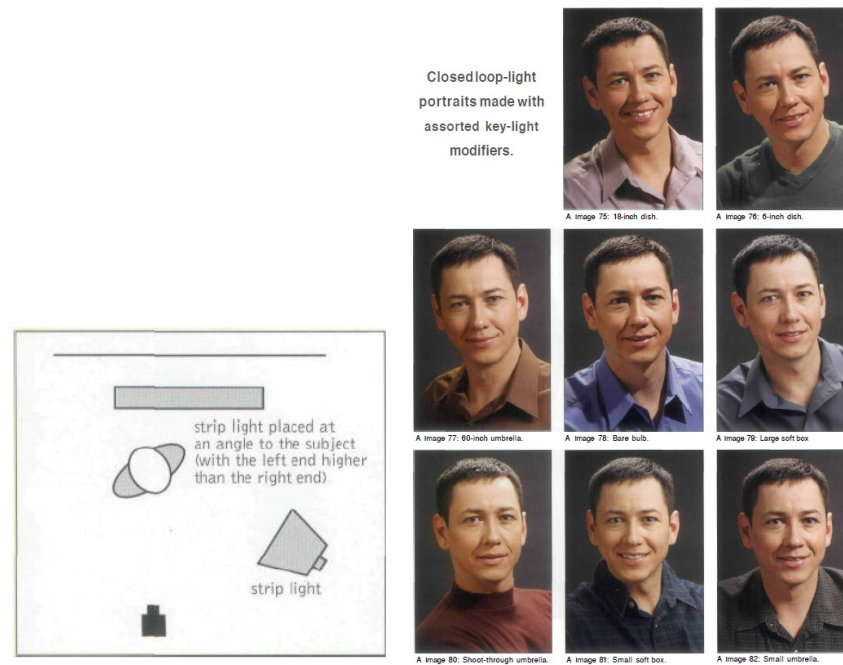 Closed loop-light
portraits made with
assorted key-light
modifiers.
A Image 75: 18-inch dish.
A Image 76: 6-inch dish.
A Image 77: 60-inch umbrella.
A Image 78: Bare bulb.
A Image 79: Large soft box
strip light placed at
an angle to the subject
(with the left end higher
than the right end)
strip light
A Image 80: Shoot-through umbrella.
A Image 81: Small soft box.
A Image 82: Small umbrella.